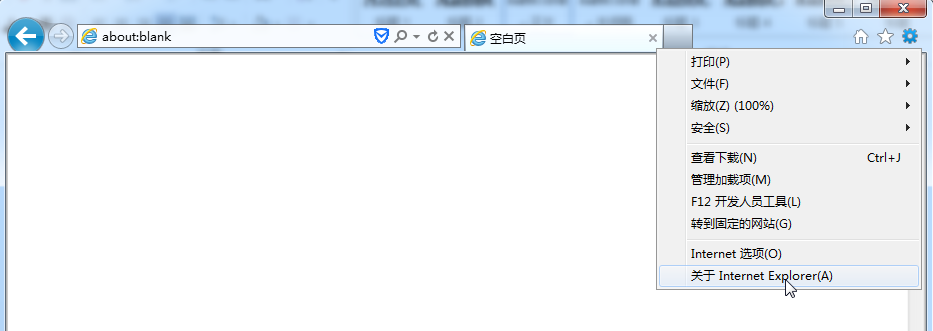 about:blank
空白页
打印(P)
文件(F)
缩放(Z) (100%)
安全(S)
查看下载(N) Ctrl+J
管理加载项(M)
F12 开发人员工具(L)
转到固定的网站(G)
Internet 选项(O)
关于 Internet Explorer(A)